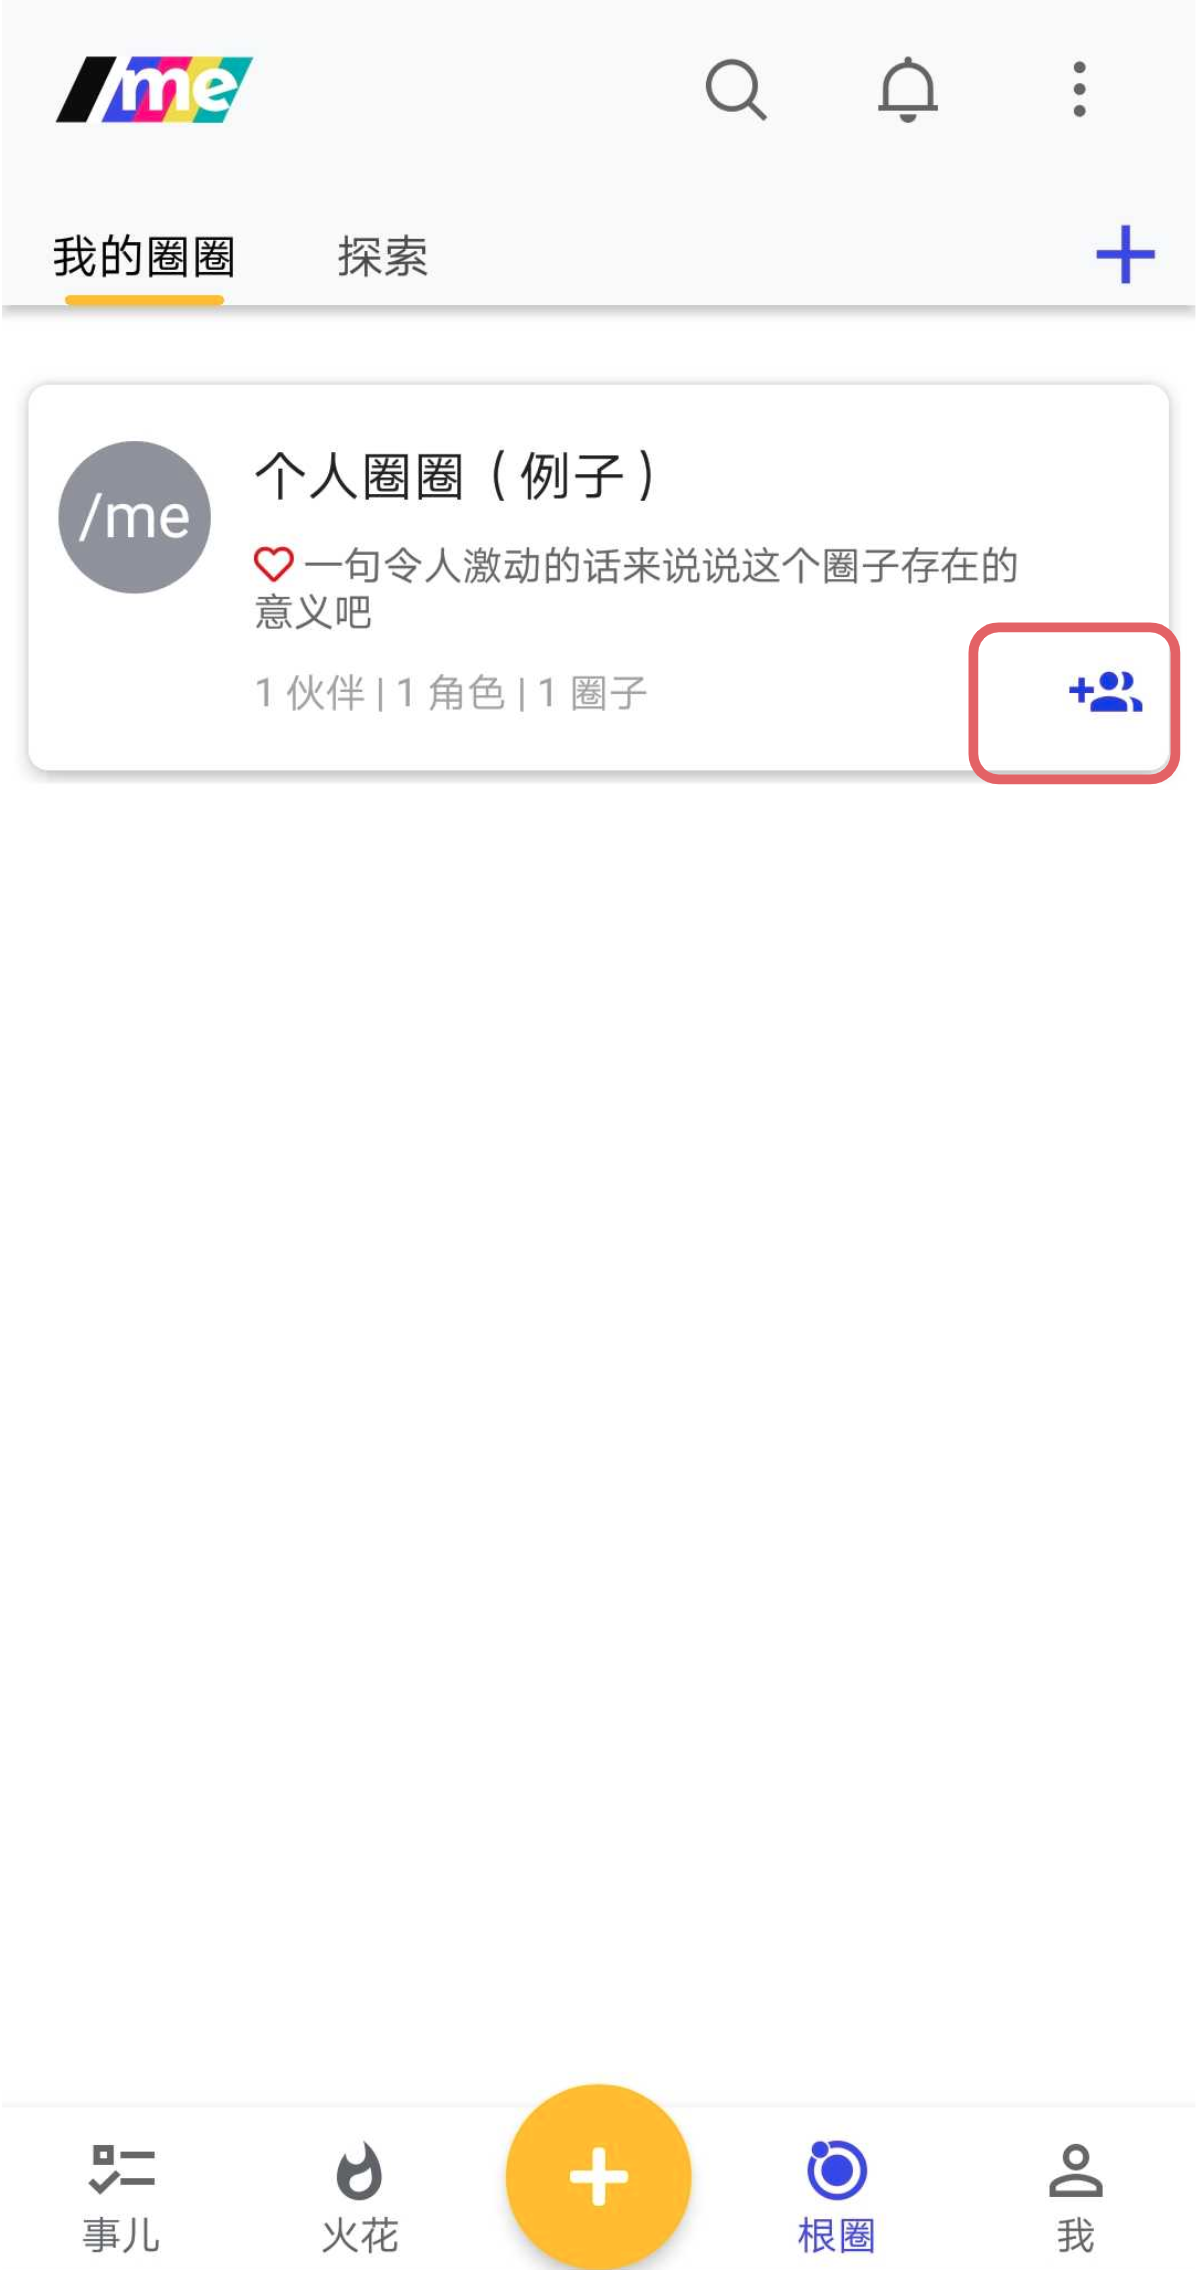 /me
我的圈圈 探索
/me
个人圈圈（例子）
一句令人激动的话来说说这个圈子存在的
意义吧
1 伙伴 | 1 角色 | 1 圈子
事儿 火花 根圈 我